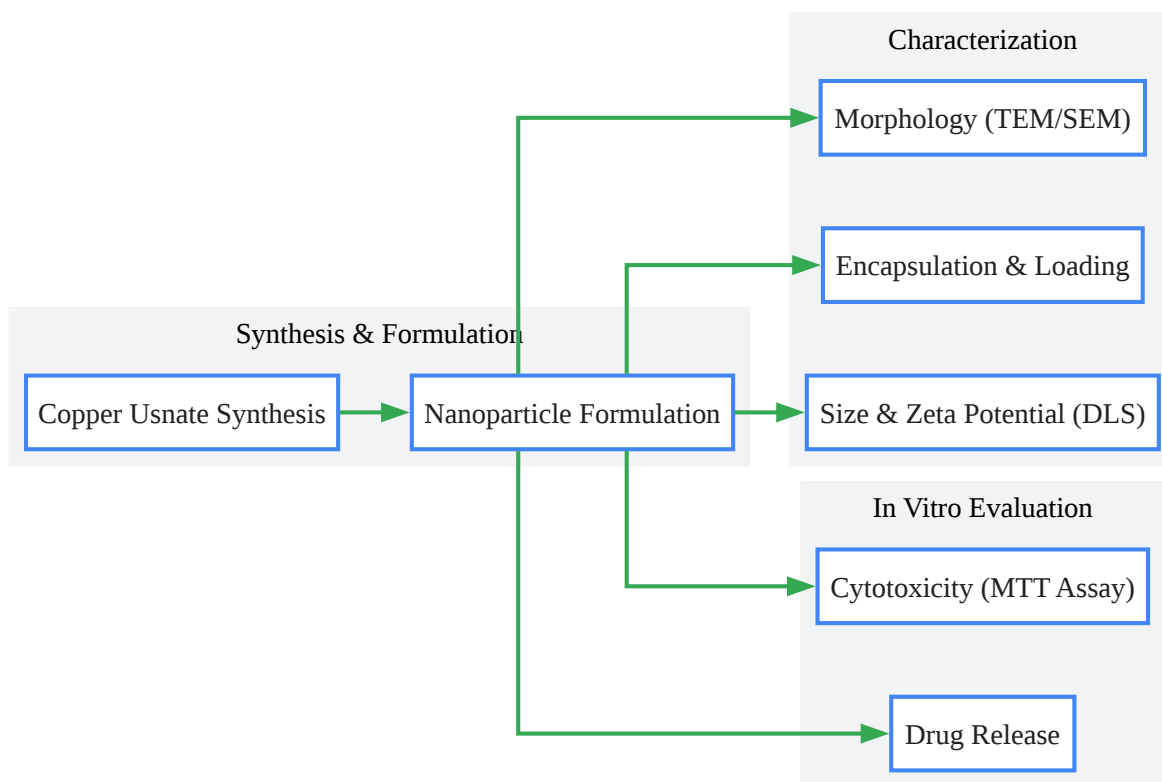 Characterization
Morphology (TEM/SEM)
Encapsulation & Loading
Synthesis & Formulation
Copper Usnate Synthesis
Nanoparticle Formulation
Size & Zeta Potential (DLS)
In Vitro Evaluation
Cytotoxicity (MTT Assay)
Drug Release